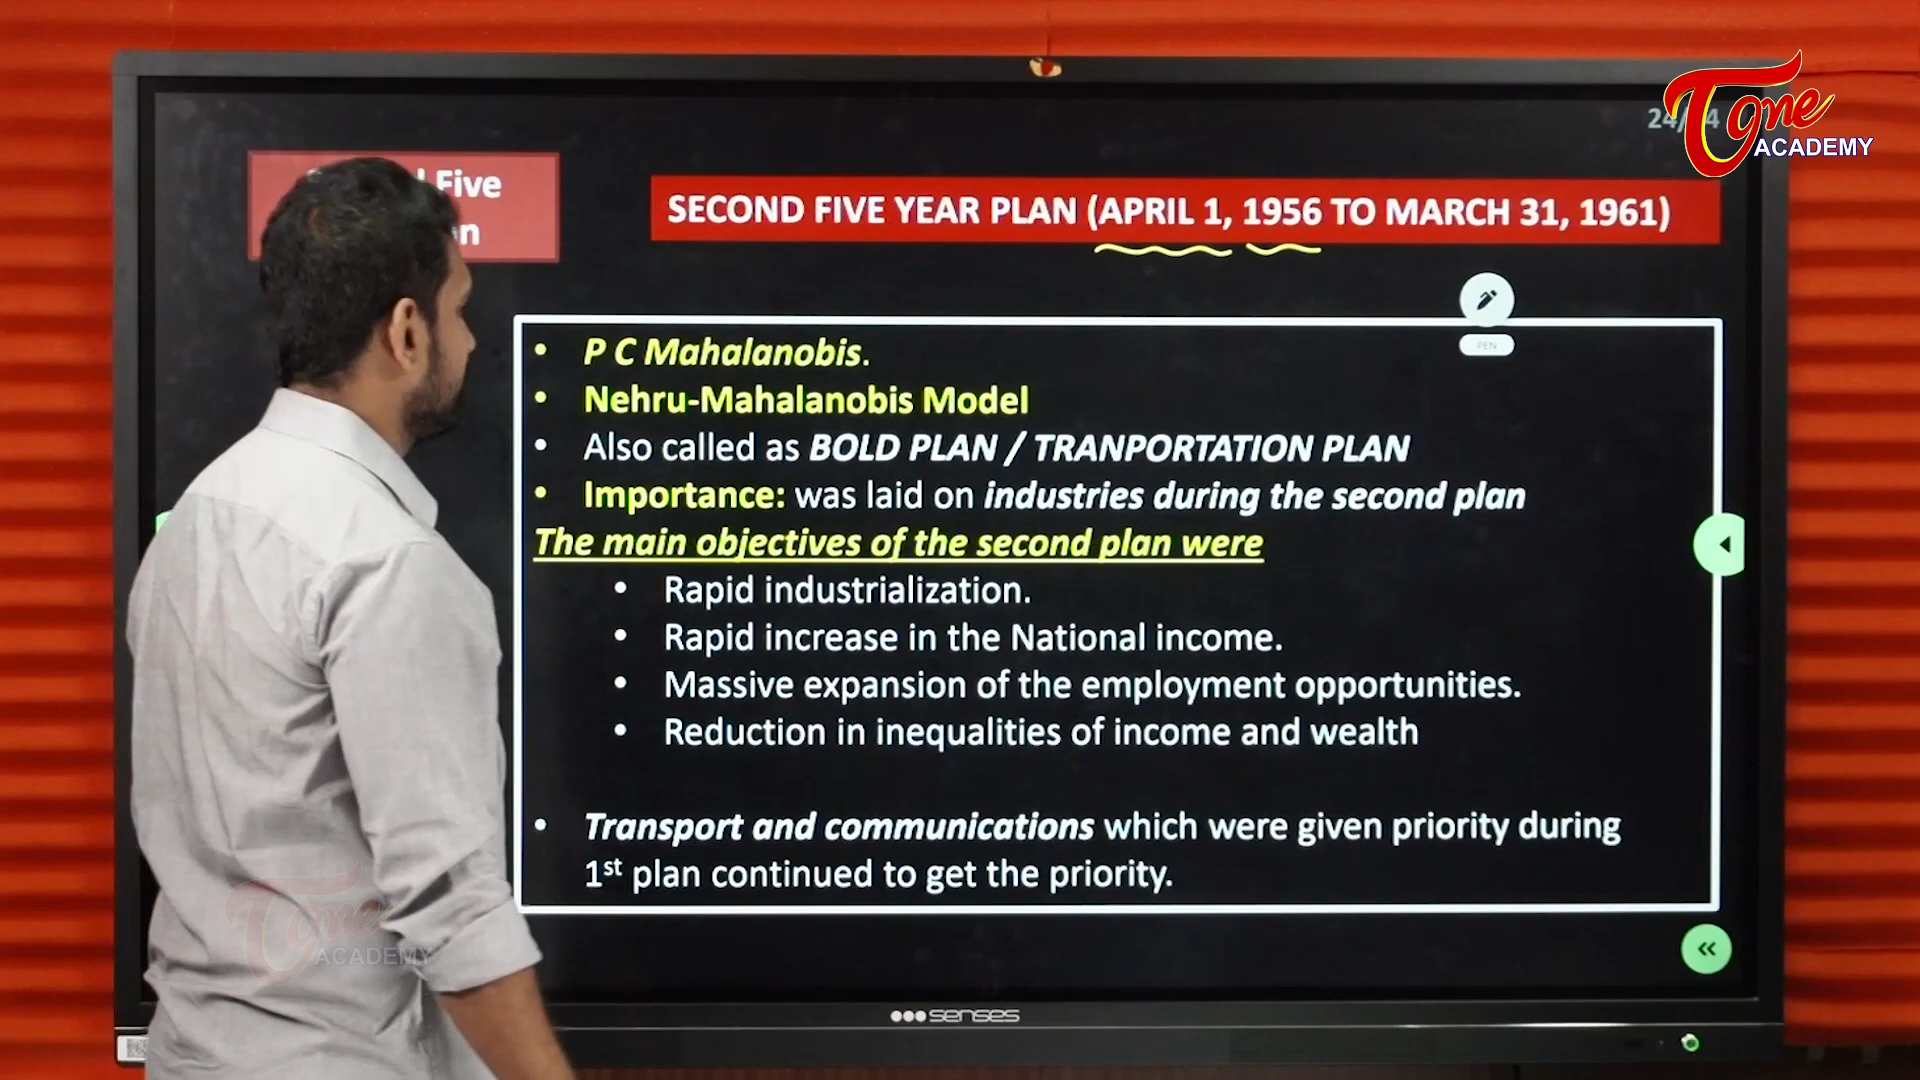 Tone
ACADEMY
Five
SECOND FIVE YEAR PLAN (APRIL 1, 1956 TO MARCH 31, 1961)
PEN
• P C Mahalanobis.
• Nehru-Mahalanobis Model
• Also called as BOLD PLAN / TRANPORTATION PLAN
• Importance: was laid on industries during the second plan
The main objectives of the second plan were
• Rapid industrialization.
• Rapid increase in the National income.
• Massive expansion of the employment opportunities.
• Reduction in inequalities of income and wealth
• Transport and communications which were given priority during
1st plan continued to get the priority.
Tone
ACADEMY
senses